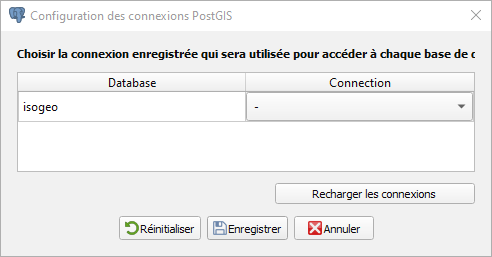 Configuration des connexions PostGIS
Choisir la connexion enregistrée qui sera utilisée pour accéder à chaque base de
Database Connection
isogeo -
Recharger les connexions
Réinitialiser Enregistrer Annuler